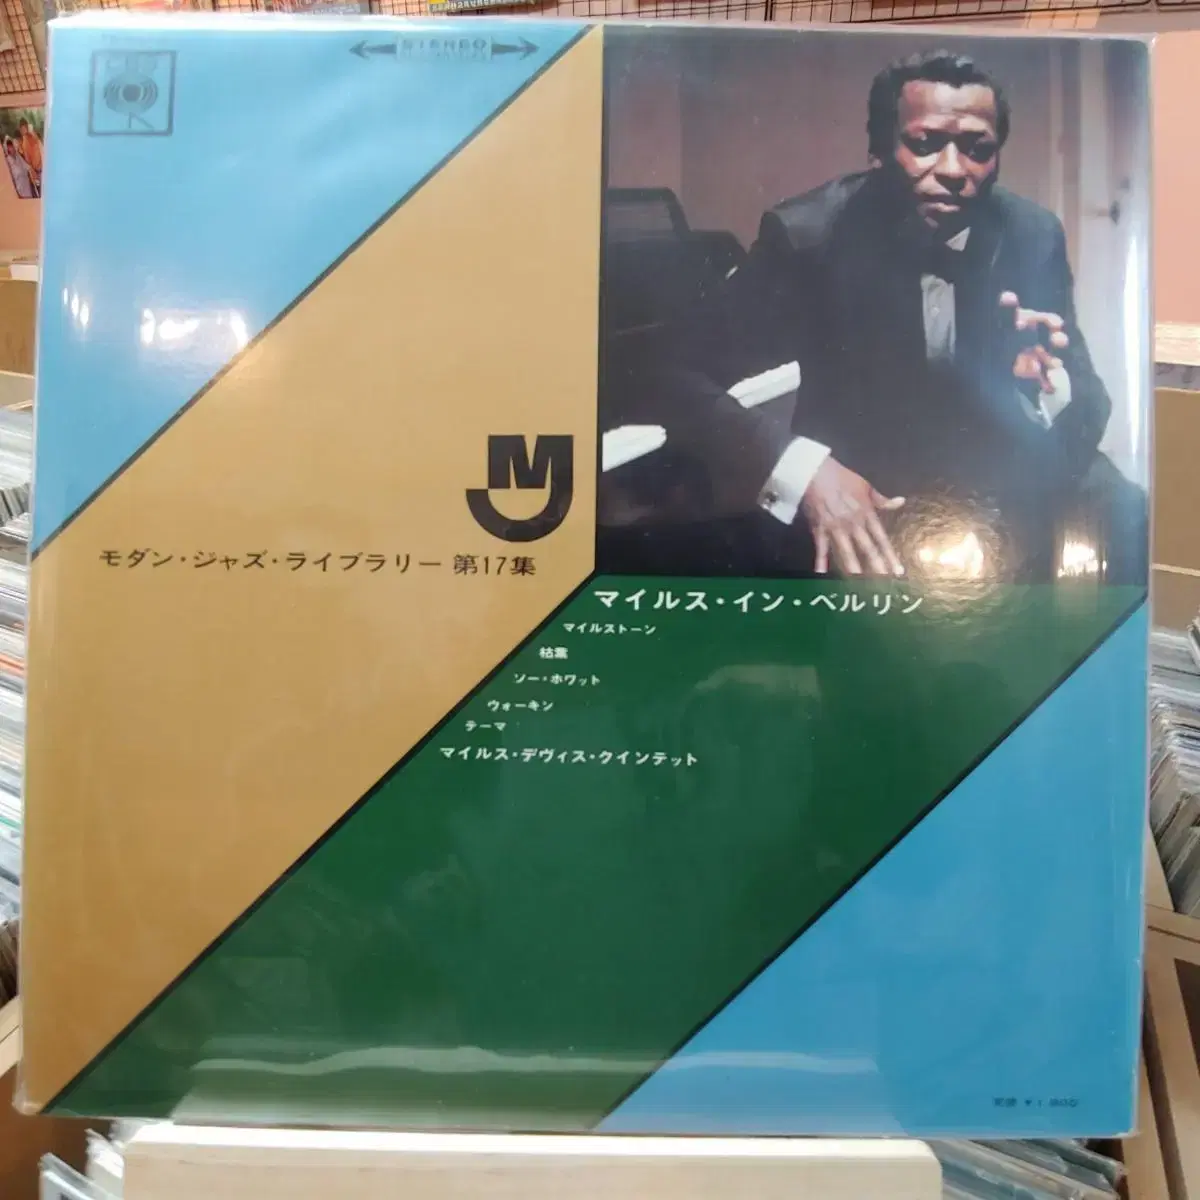 CBS
STEREO
MJ
モダン・ジャズ・ライブラリー 第17集
マイルス・イン・ベルリン
マイルストーン
枯葉
ソー・ホワット
ウォーキン
テーマ
マイルス・デヴィス・クインテット
¥1,800